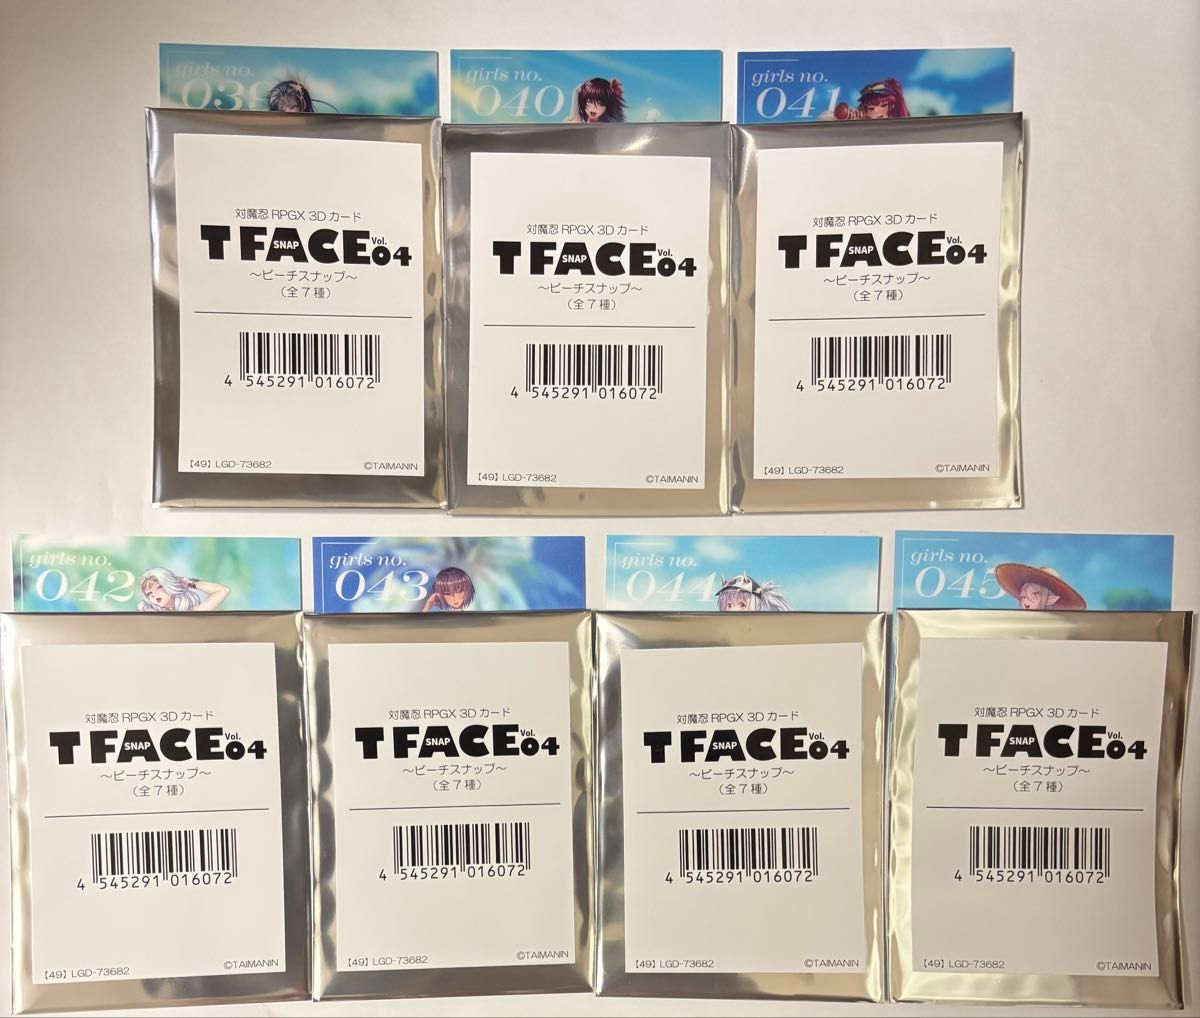 girls no.
039
girls no.
040
girls no.
041
対魔忍 RPGX 3D カード
T FACE SNAP Vol. 04
～ビーチスナップ～
（全7種）
4 545291 016072
【49】LGD-73682 ©TAIMANIN
対魔忍 RPGX 3D カード
T FACE SNAP Vol. 04
～ビーチスナップ～
（全7種）
4 545291 016072
【49】LGD-73682 ©TAIMANIN
対魔忍 RPGX 3D カード
T FACE SNAP Vol. 04
～ビーチスナップ～
（全7種）
4 545291 016072
【49】LGD-73682 ©TAIMANIN
girls no.
042
girls no.
043
girls no.
044
girls no.
045
対魔忍 RPGX 3D カード
T FACE SNAP Vol. 04
～ビーチスナップ～
（全7種）
4 545291 016072
【49】LGD-73682 ©TAIMANIN
対魔忍 RPGX 3D カード
T FACE SNAP Vol. 04
～ビーチスナップ～
（全7種）
4 545291 016072
【49】LGD-73682 ©TAIMANIN
対魔忍 RPGX 3D カード
T FACE SNAP Vol. 04
～ビーチスナップ～
（全7種）
4 545291 016072
【49】LGD-73682 ©TAIMANIN
対魔忍 RPGX 3D カード
T FACE SNAP Vol. 04
～ビーチスナップ～
（全7種）
4 545291 016072
【49】LGD-73682 ©TAIMANIN